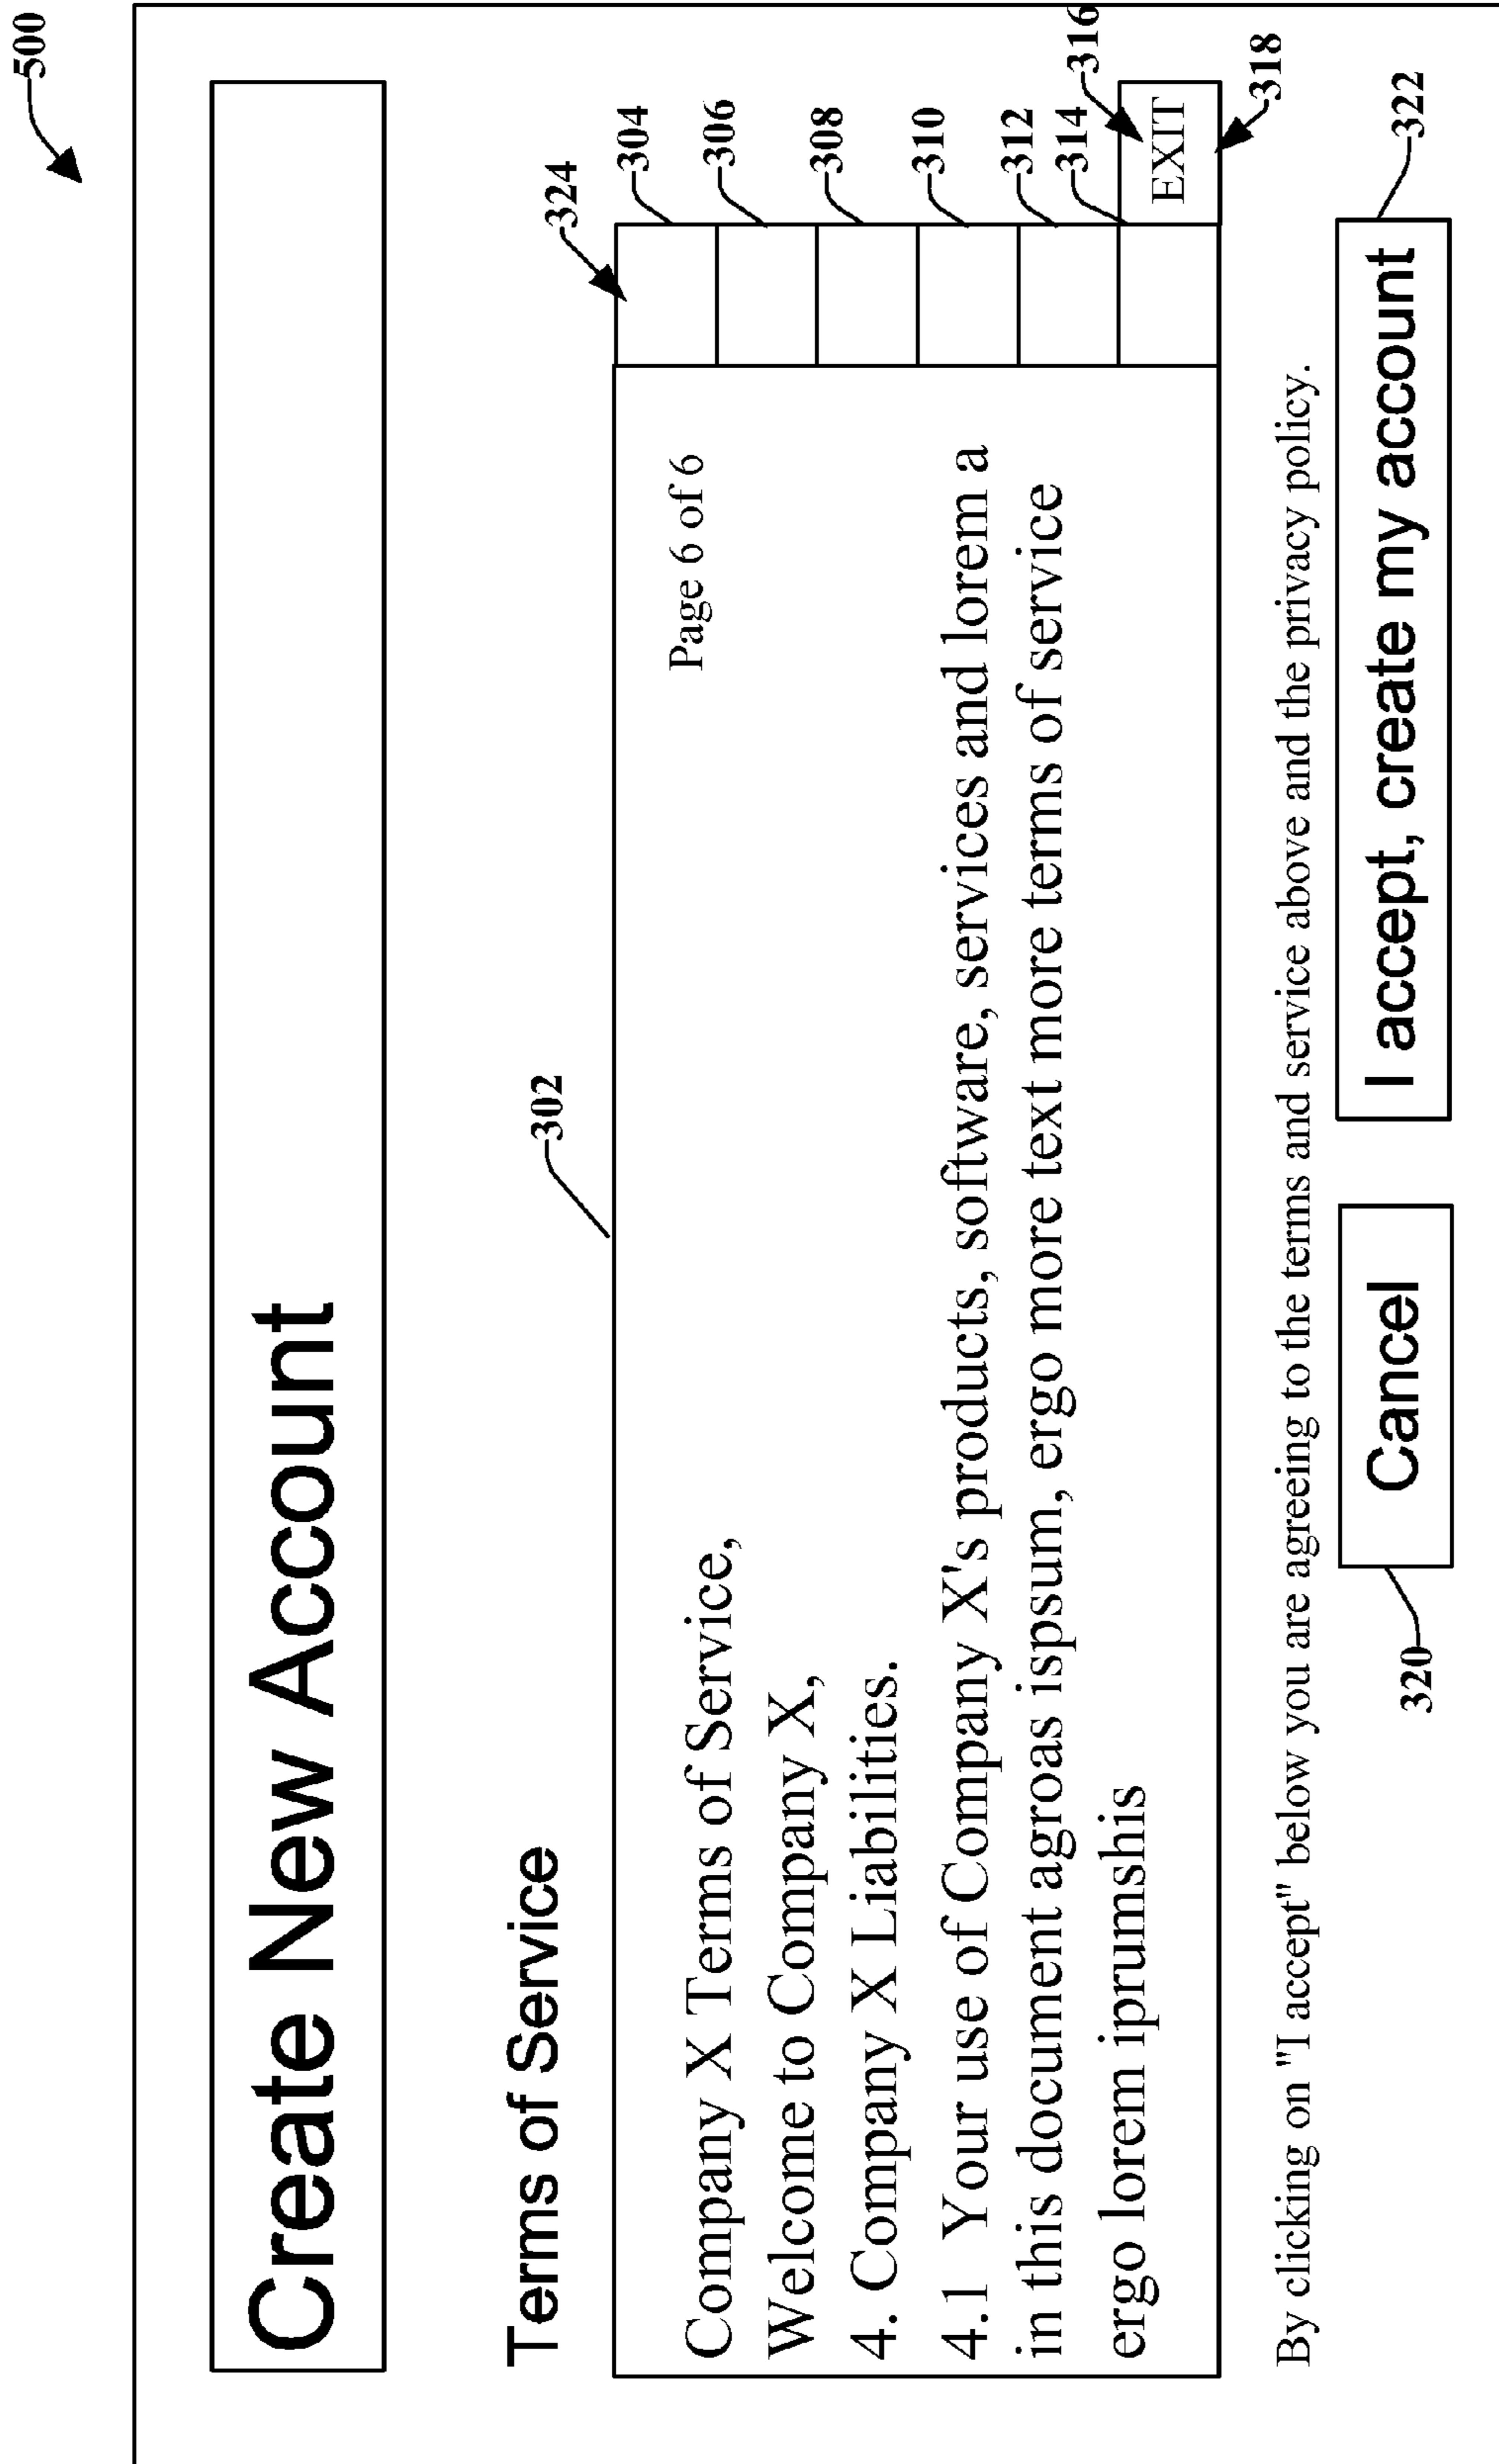 500
Create New Account
Terms of Service
302
324
304
Page 6 of 6
306
Company X Terms of Service,
Welcome to Company X,
308
4. Company X Liabilities.
310
4.1 Your use of Company X's products, software, services and lorem a
312
in this document agroas ispsum, ergo more text more terms of service
314
316
ergo lorem iprumshis
EXIT
318
By clicking on "I accept" below you are agreeing to the terms and service above and the privacy policy.
320
Cancel
I accept, create my account
322